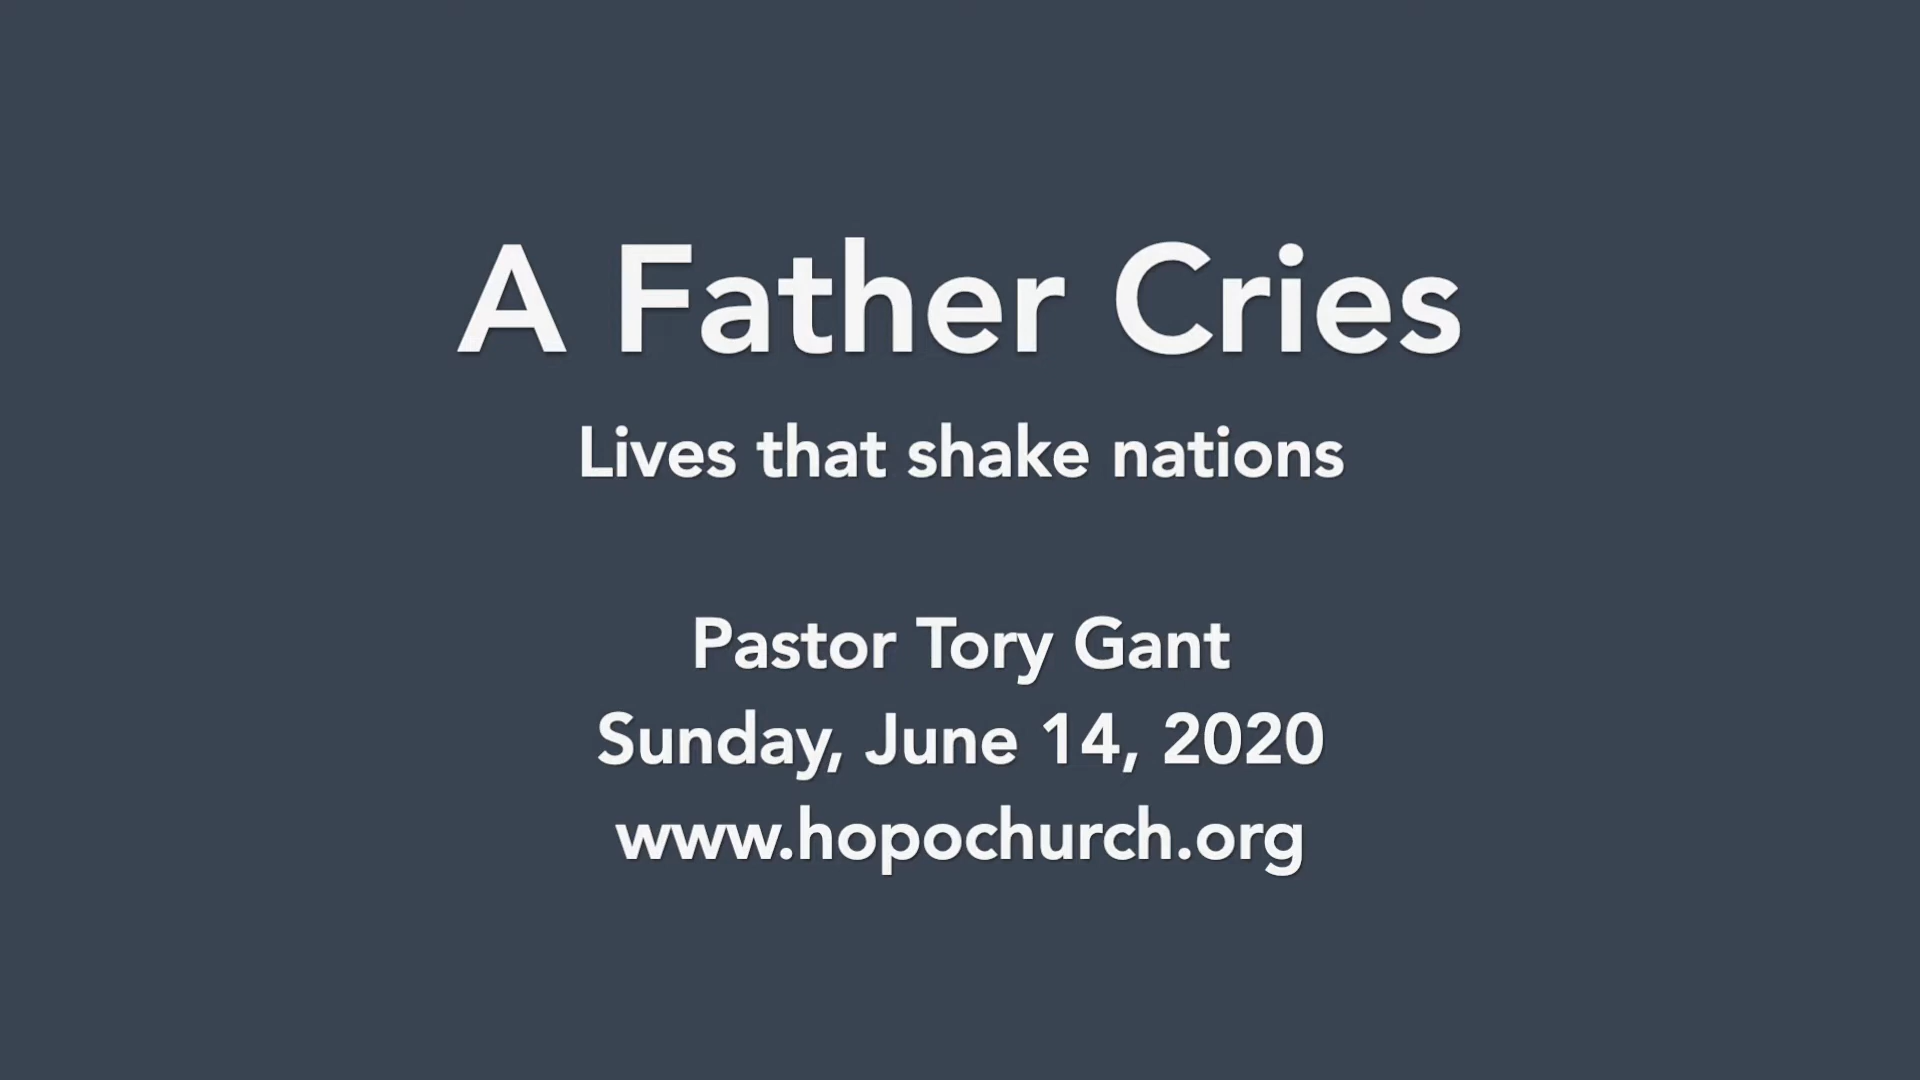 A Father Cries
Lives that shake nations
Pastor Tory Gant
Sunday, June 14, 2020
www.hopochurch.org